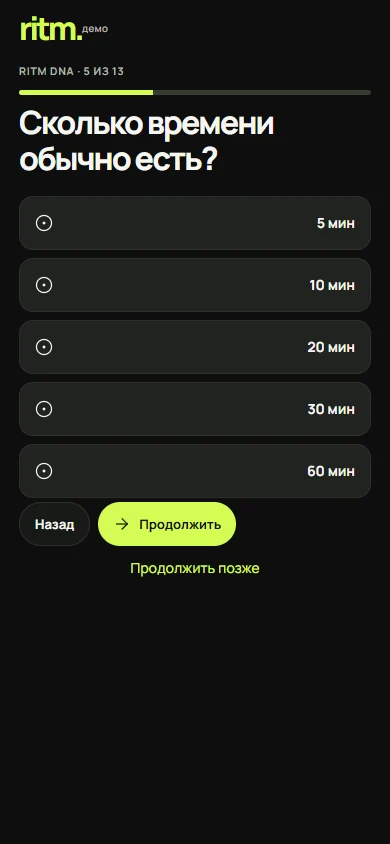 ritm.демо
RITM DNA · 5 ИЗ 13
Сколько времени
обычно есть?
5 мин
10 мин
20 мин
30 мин
60 мин
Назад
Продолжить
Продолжить позже